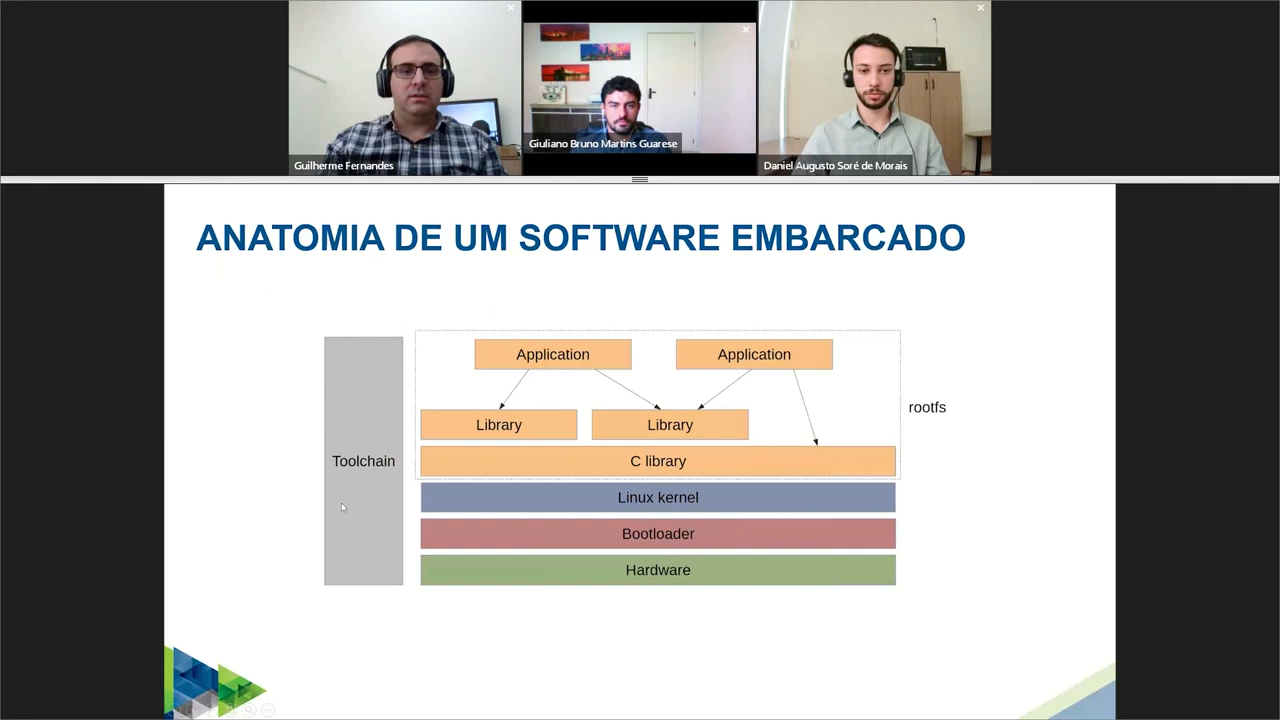 Guilherme Fernandes
Giuliano Bruno Martins Guarese
Daniel Augusto Soré de Morais
ANATOMIA DE UM SOFTWARE EMBARCADO
Application
Application
rootfs
Library
Library
Toolchain
C library
Linux kernel
Bootloader
Hardware